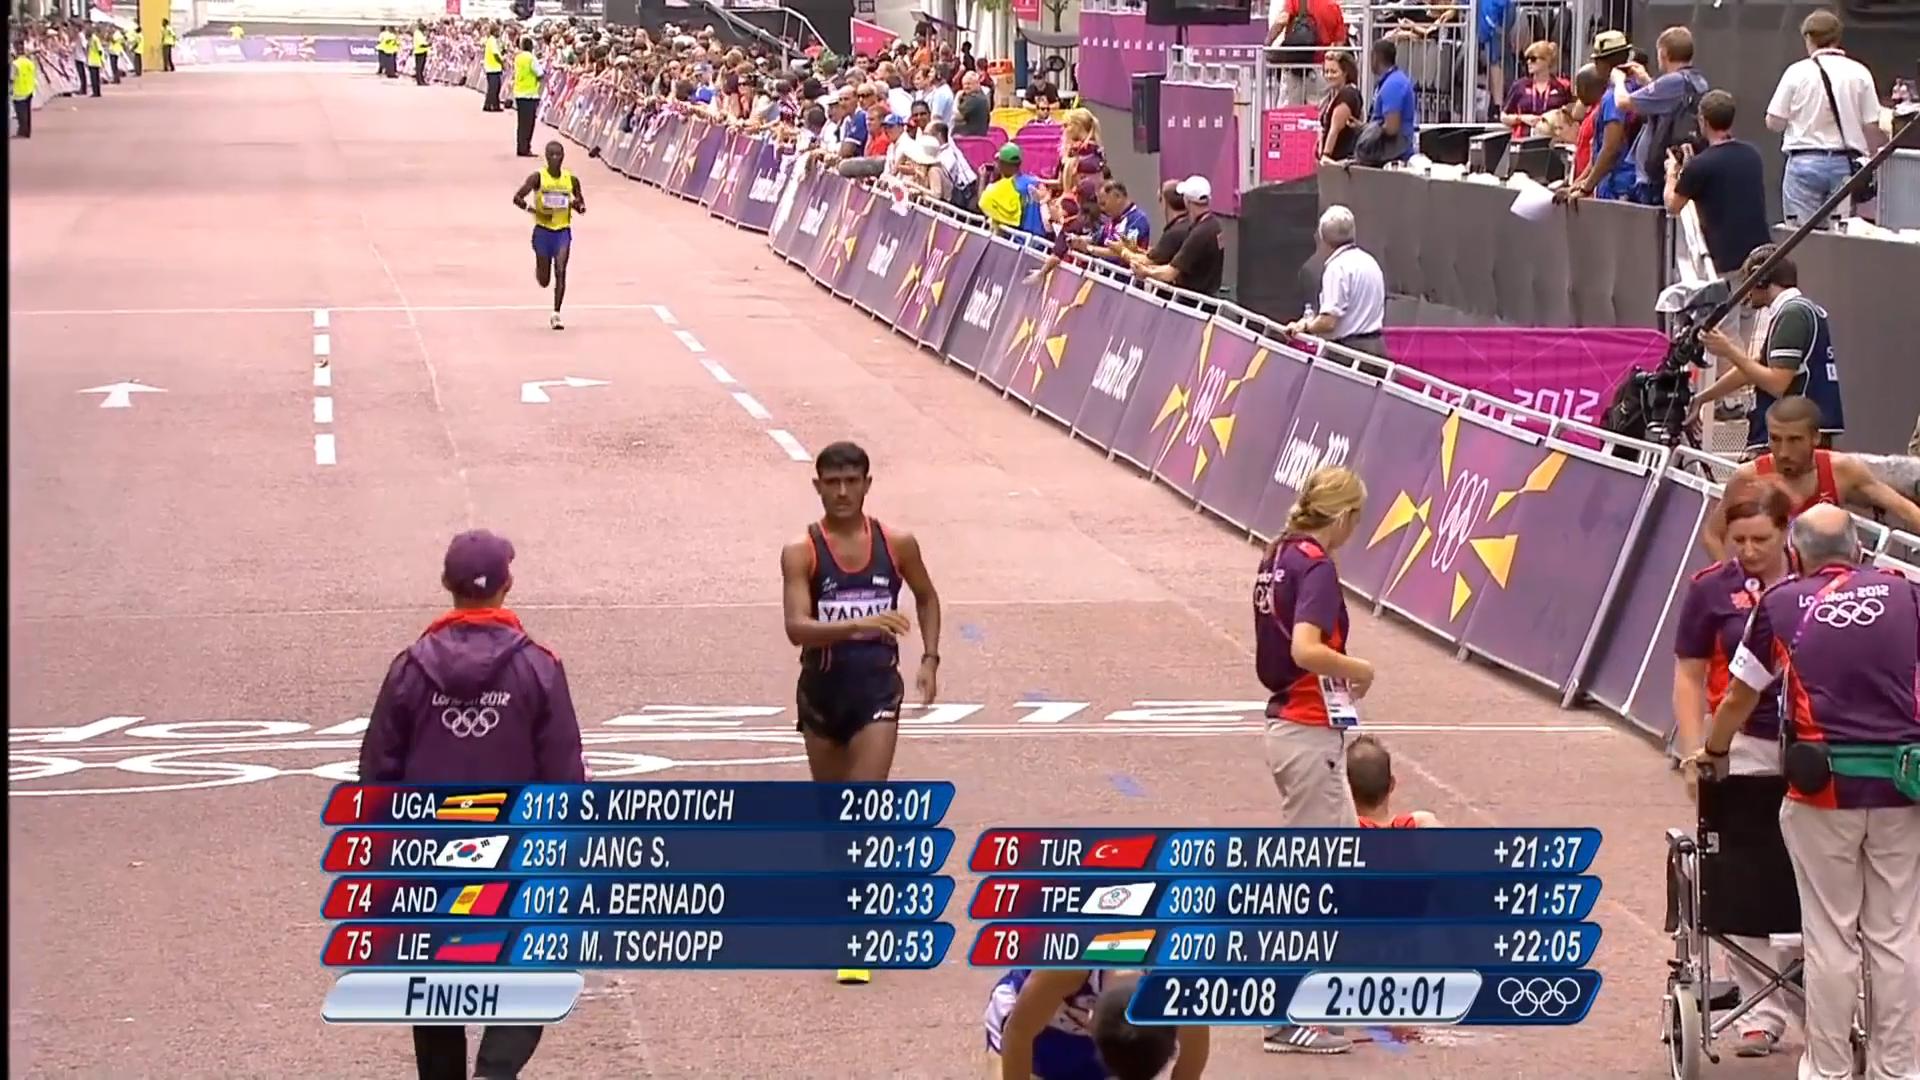 London 2012
London 2012
London 2012
London 2012
YADAV
London 2012
London 2012
1 UGA 3113 S. KIPROTICH 2:08:01
73 KOR 2351 JANG S. +20:19
74 AND 1012 A. BERNADO +20:33
75 LIE 2423 M. TSCHOPP +20:53
76 TUR 3076 B. KARAYEL +21:37
77 TPE 3030 CHANG C. +21:57
78 IND 2070 R. YADAV +22:05
FINISH
2:30:08 2:08:01